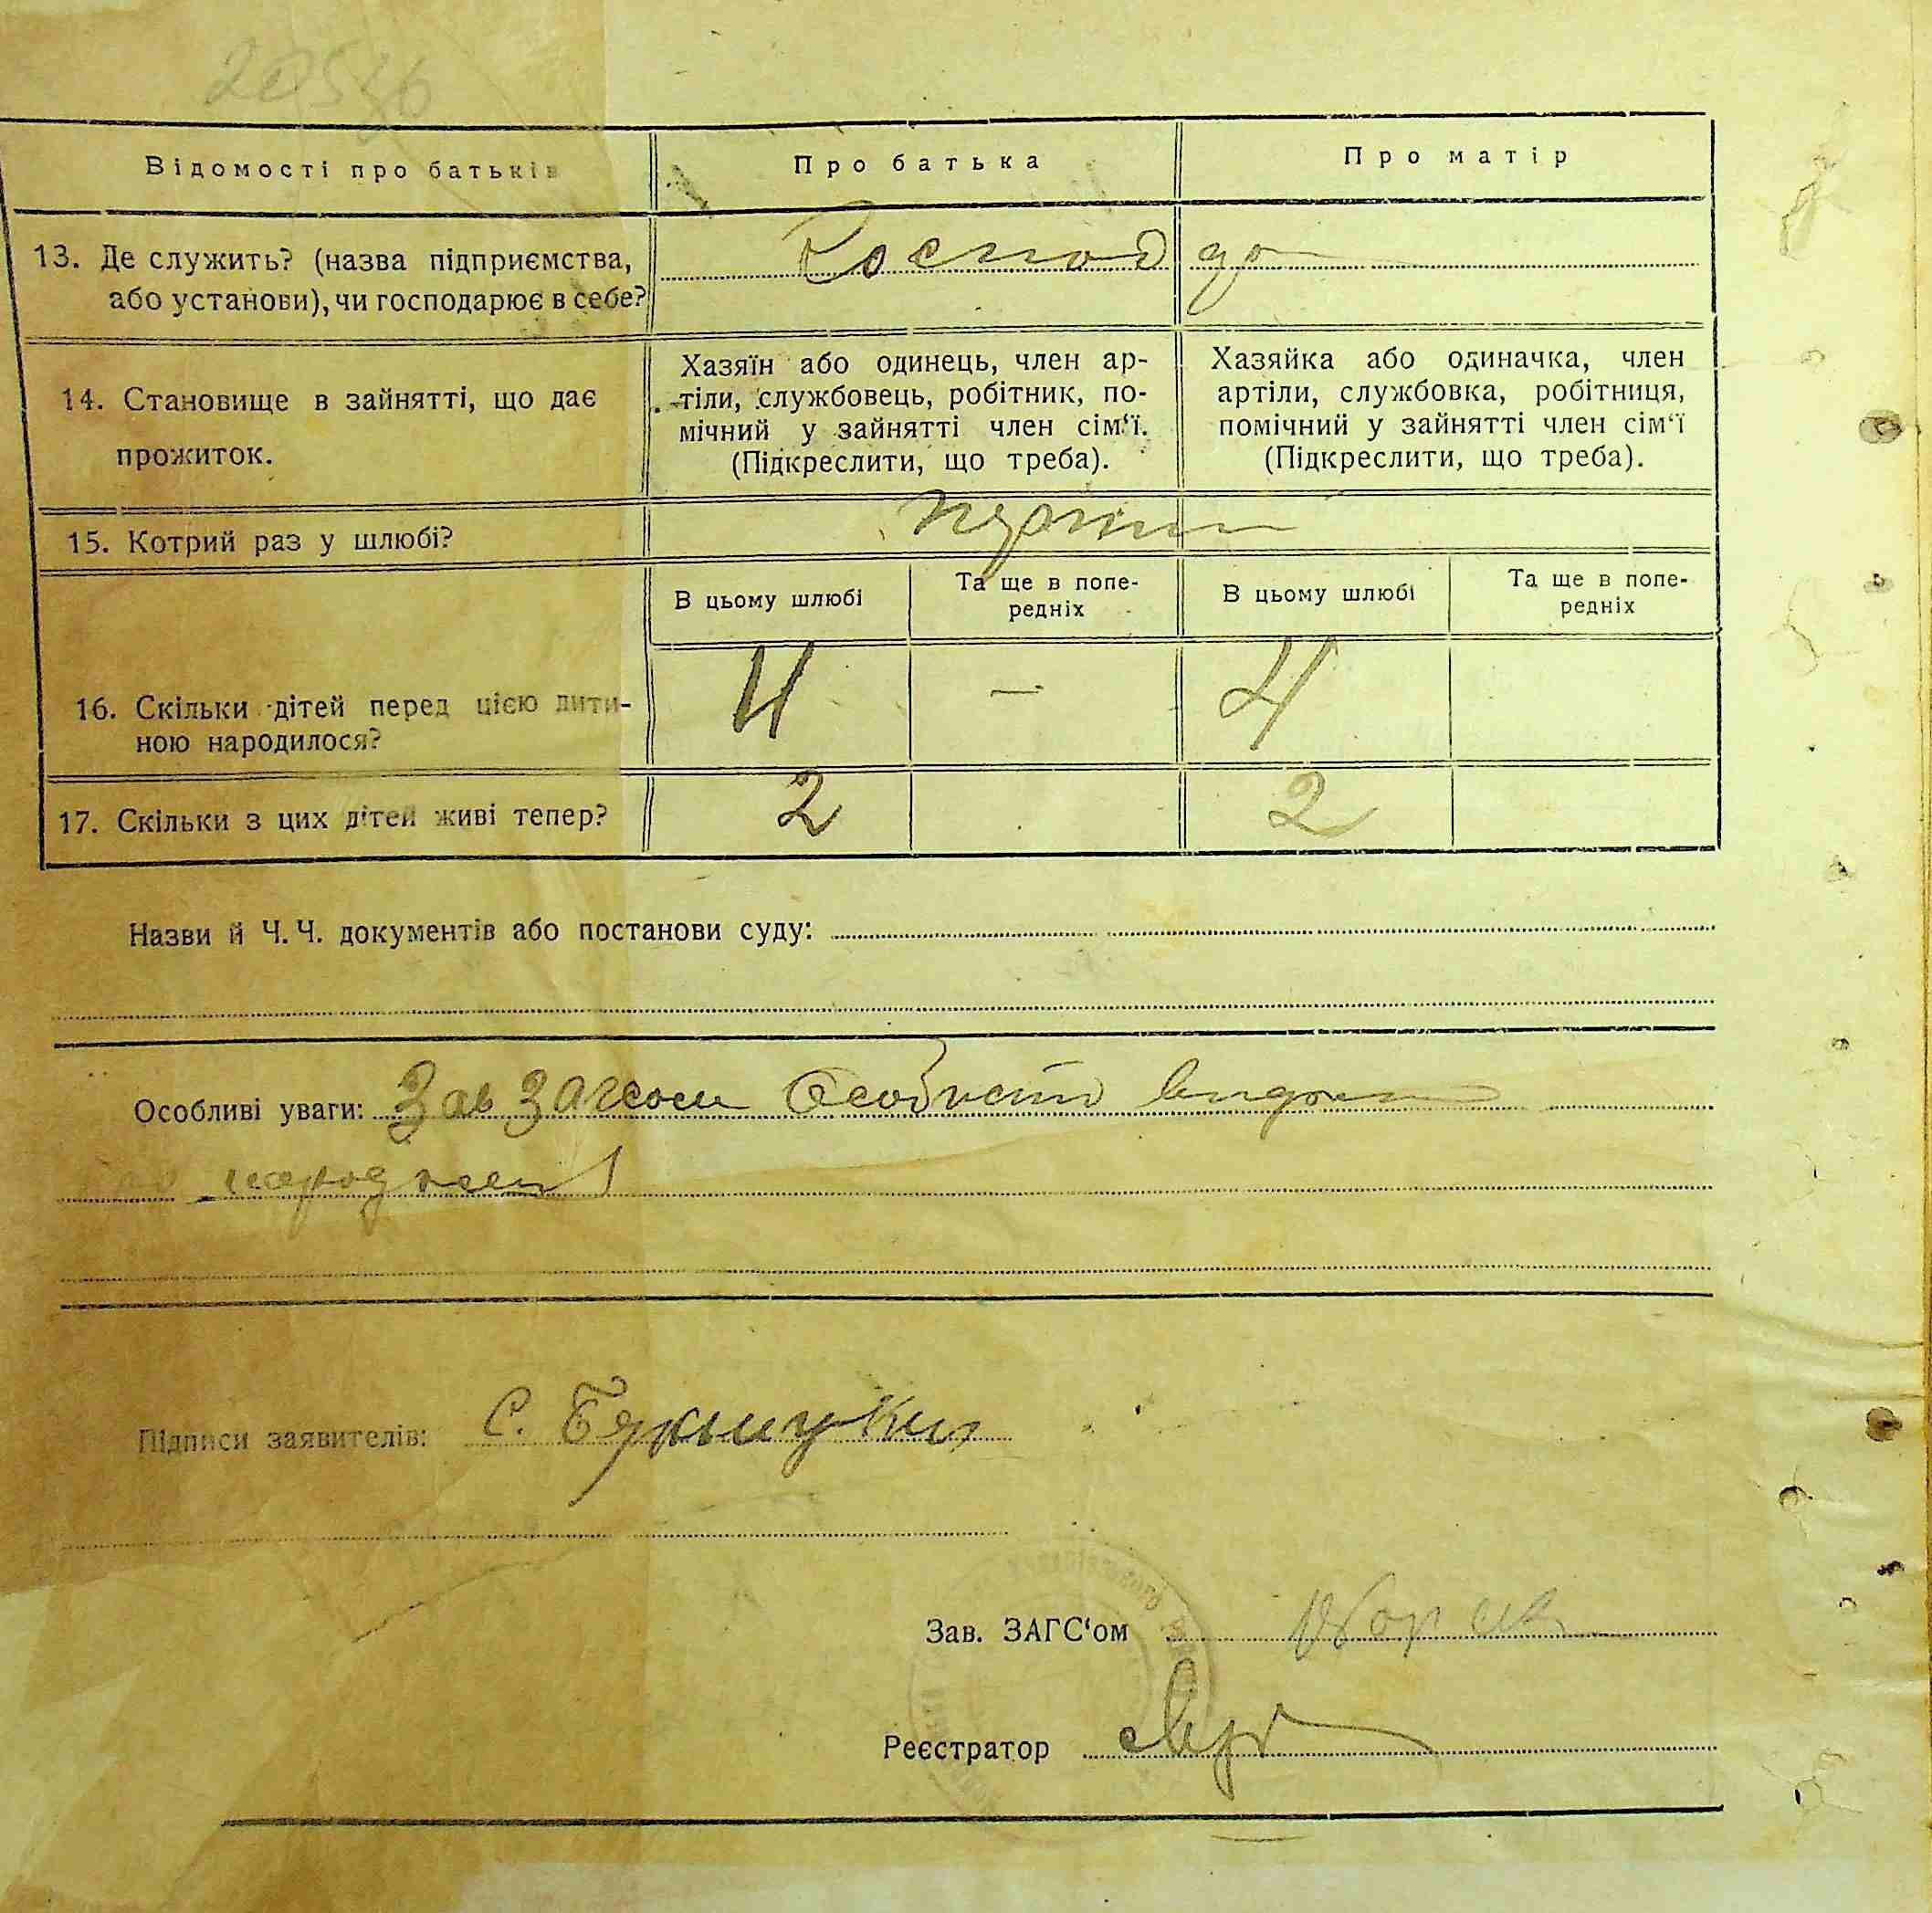 Відомості про батьків Про батька Про матір
13. Де служить? (назва підприємства,
або установи), чи господарює в себе?
14. Становище в зайнятті, що дає
прожиток.
Хазяїн або одинець, член ар-
тіли, службовець, робітник, по-
мічний у зайнятті член сім‘ї.
(Підкреслити, що треба).
Хазяйка або одиначка, член
артіли, службовка, робітниця,
помічний у зайнятті член сім‘ї
(Підкреслити, що треба).
15. Котрий раз у шлюбі?
В цьому шлюбі
Та ще в попе-
редніх
В цьому шлюбі
Та ще в попе-
редніх
16. Скільки дітей перед цією дити-
ною народилося?
4 — 4
17. Скільки з цих дітей живі тепер? 2 2
Назви й Ч. Ч. документів або постанови суду:
Особливі уваги: Зав Загсом
Підписи заявителів: С.
Зав. ЗАГС‘ом
Реєстратор